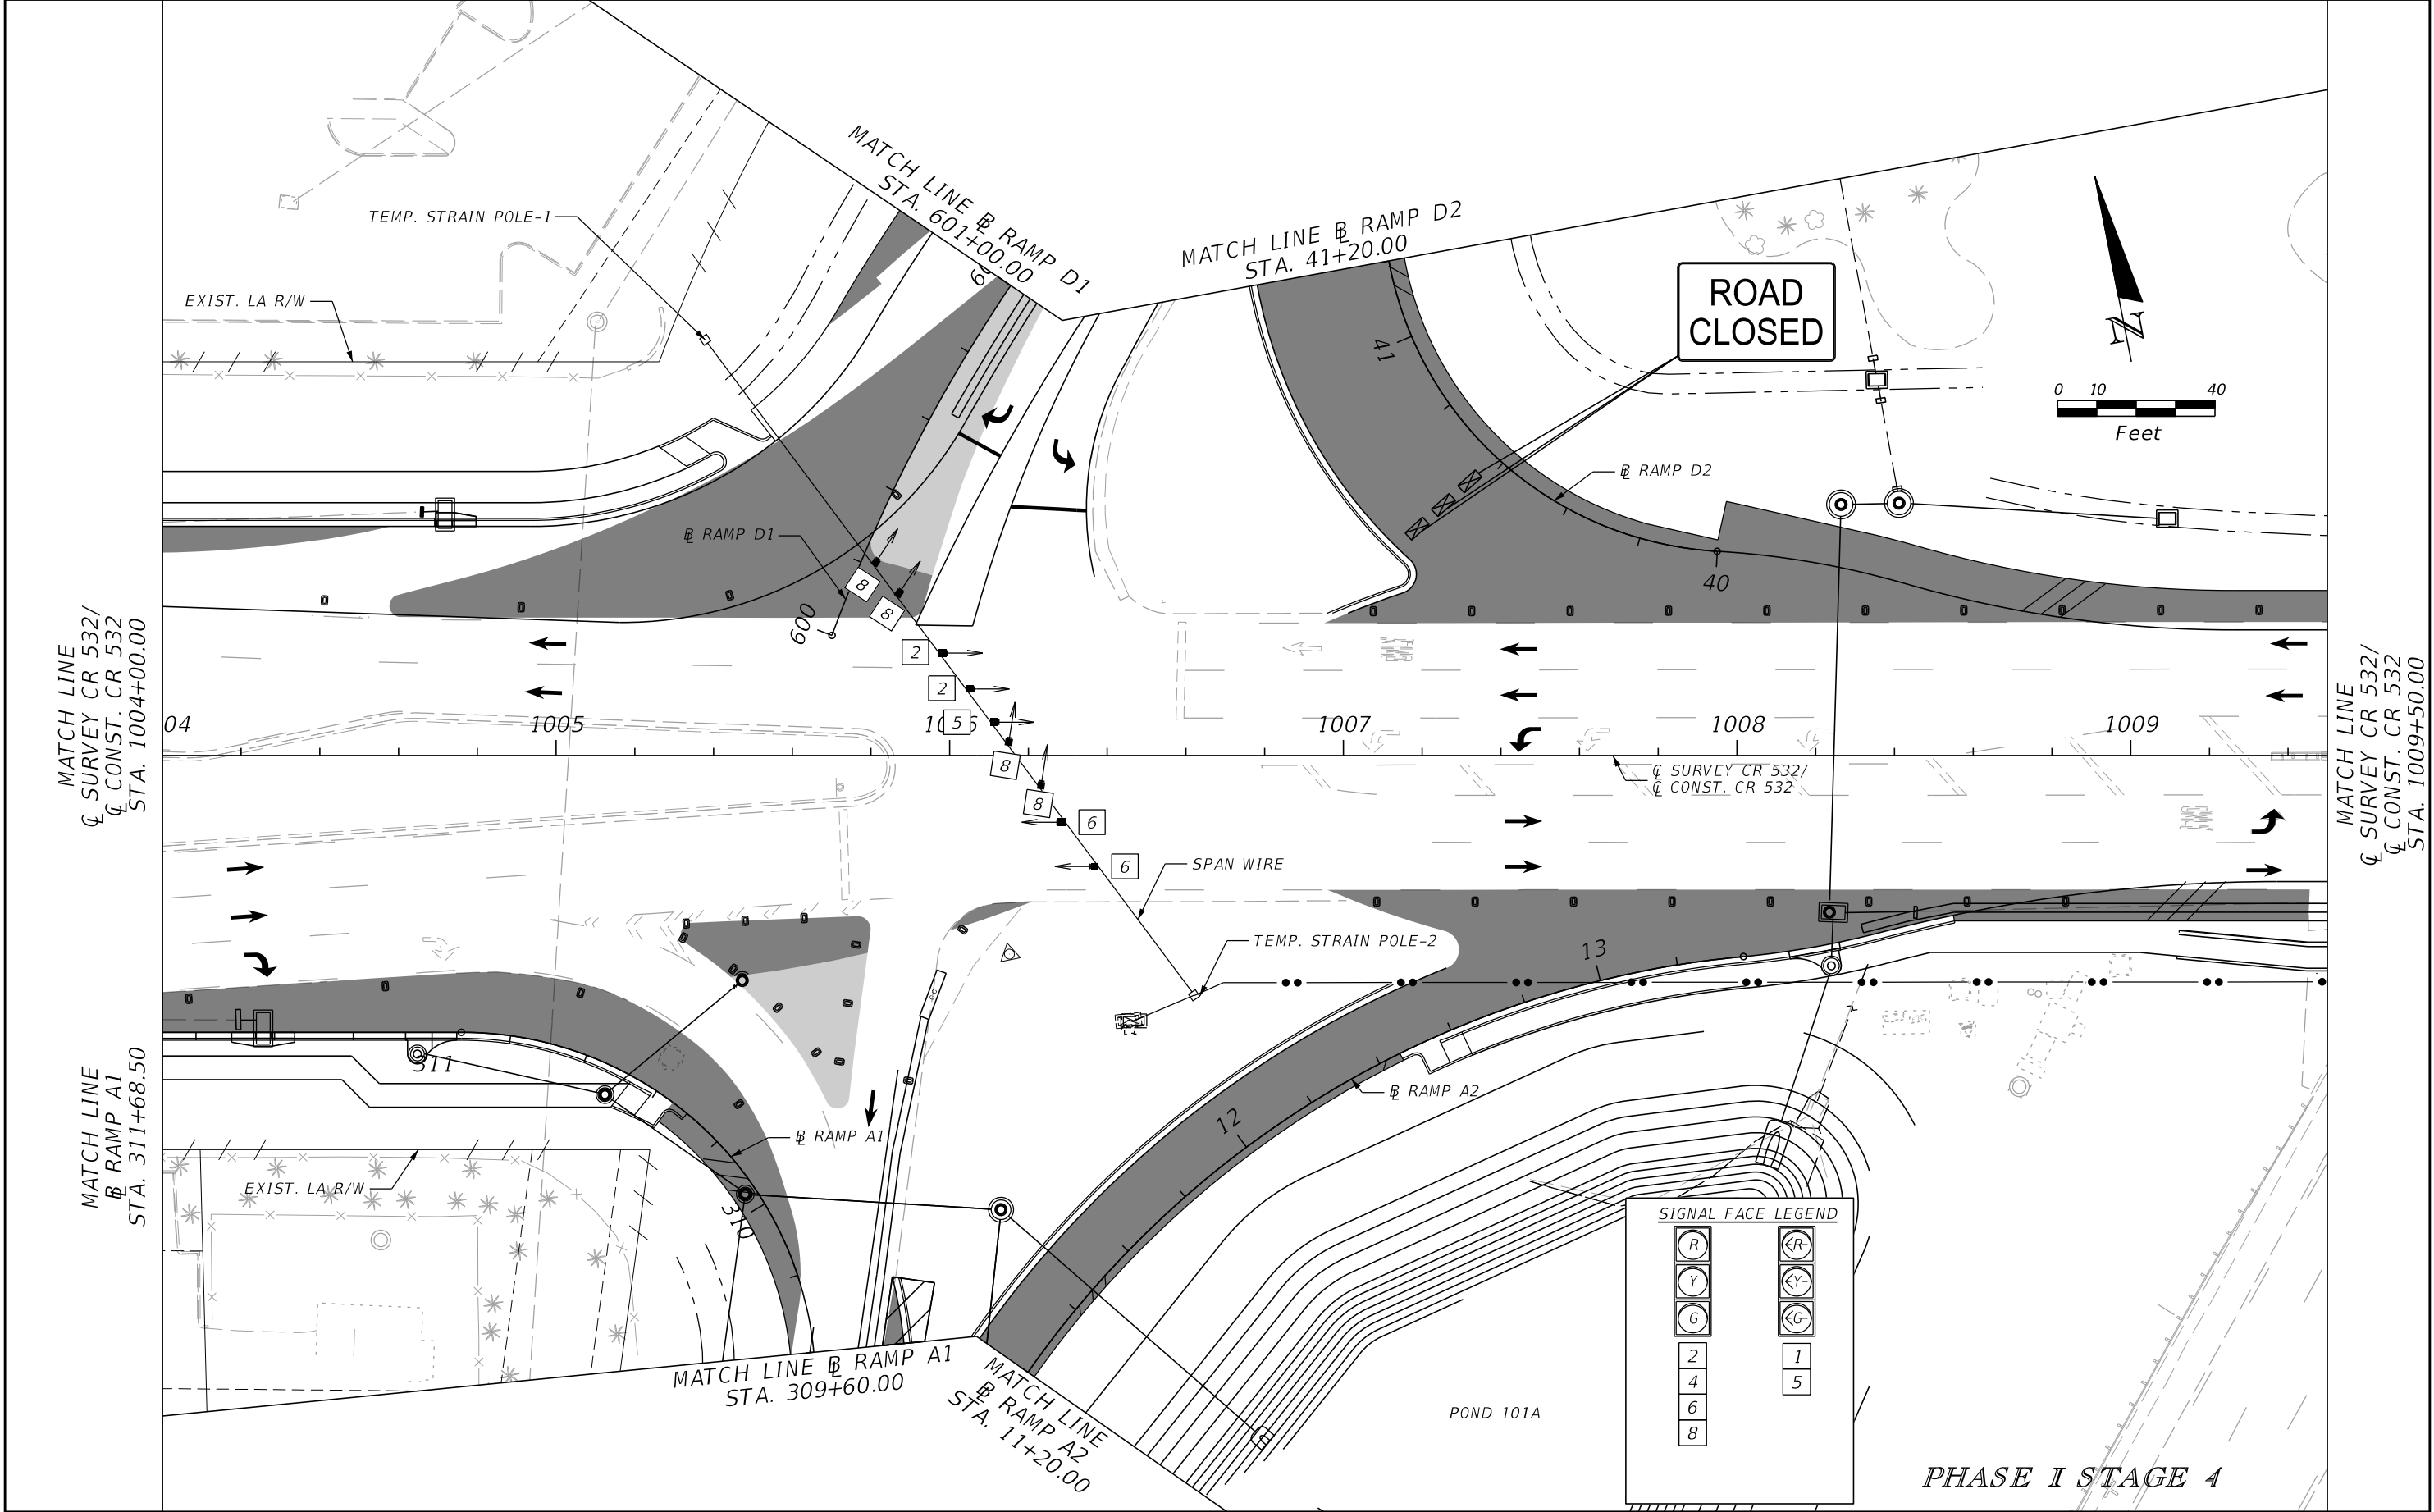 MATCH LINE ℄ RAMP D1
STA. 601+00.00
MATCH LINE ℄ RAMP D2
STA. 41+20.00
TEMP. STRAIN POLE-1
EXIST. LA R/W
ROAD
CLOSED
N
0 10 40
Feet
41
℄ RAMP D2
40
℄ RAMP D1
600
8
8
2
2
5
8
8
6
6
MATCH LINE
℄ SURVEY CR 532/
℄ CONST. CR 532
STA. 1004+00.00
04
1005
1006
1007
1008
1009
℄ SURVEY CR 532/
℄ CONST. CR 532
MATCH LINE
℄ SURVEY CR 532/
℄ CONST. CR 532
STA. 1009+50.00
SPAN WIRE
TEMP. STRAIN POLE-2
13
12
℄ RAMP A2
311
℄ RAMP A1
310
MATCH LINE
℄ RAMP A1
STA. 311+68.50
EXIST. LA R/W
MATCH LINE ℄ RAMP A1
STA. 309+60.00
MATCH LINE
℄ RAMP A2
STA. 11+20.00
POND 101A
SIGNAL FACE LEGEND
R R
Y Y
G G
2 1
4 5
6
8
PHASE I STAGE 4